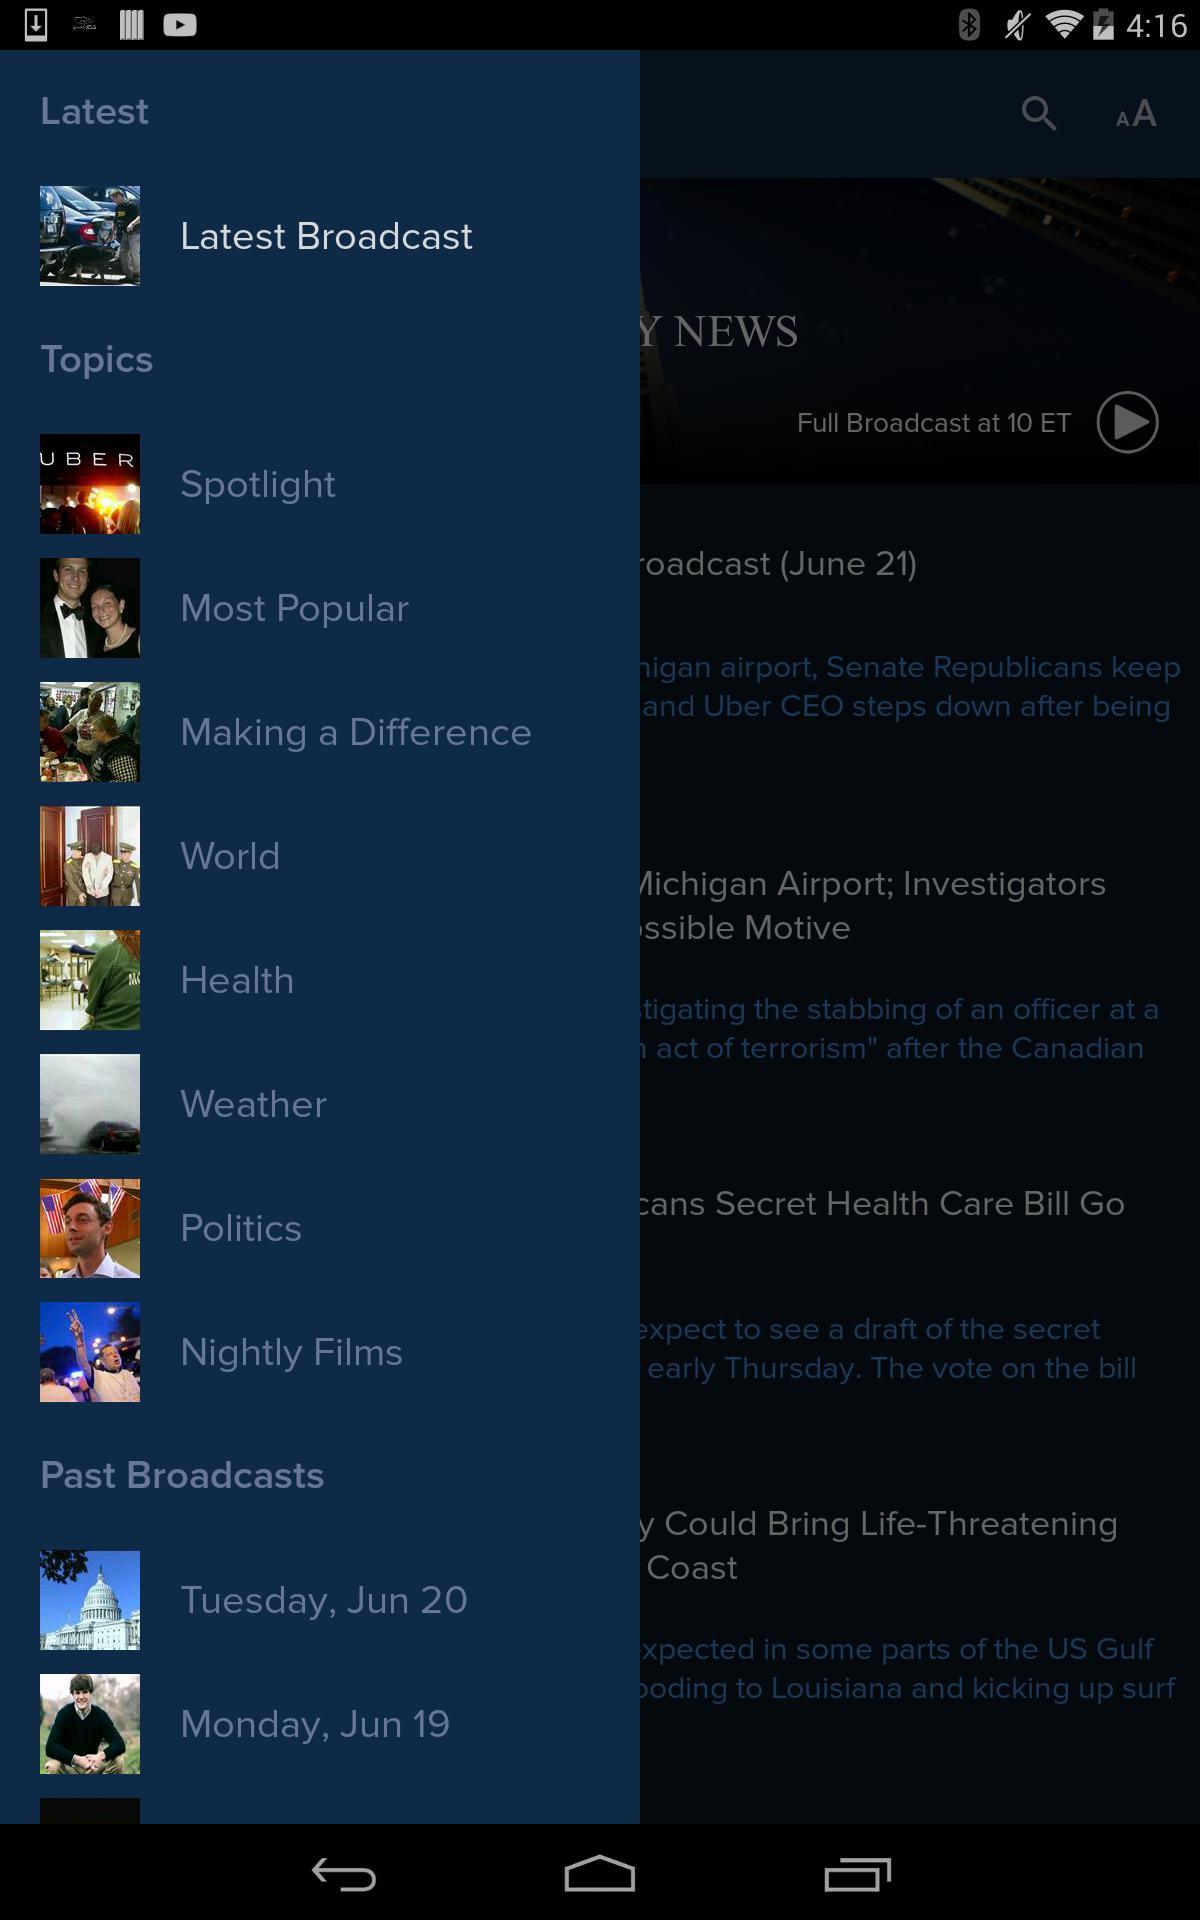 4:16
Latest
AA
Latest Broadcast
Y NEWS
Topics
Full Broadcast at 10 ET
UBER
Spotlight
roadcast (June 21)
Most Popular
higan airport, Senate Republicans keep
and Uber CEO steps down after being
Making a Difference
World
Michigan Airport; Investigators
ossible Motive
Health
stigating the stabbing of an officer at a
n act of terrorism" after the Canadian
Weather
Politics
cans Secret Health Care Bill Go
expect to see a draft of the secret
early Thursday. The vote on the bill
Nightly Films
Past Broadcasts
y Could Bring Life-Threatening
Coast
Tuesday, Jun 20
expected in some parts of the US Gulf
ooding to Louisiana and kicking up surf
Monday, Jun 19